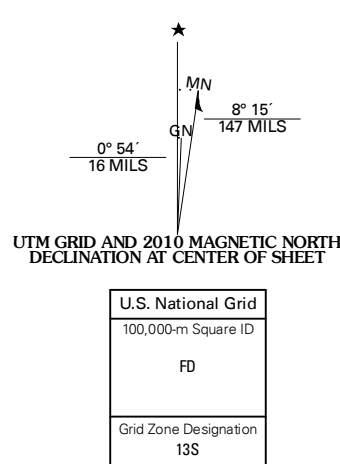 ★
MN
8° 15´
147 MILS
GN
0° 54´
16 MILS
UTM GRID AND 2010 MAGNETIC NORTH
DECLINATION AT CENTER OF SHEET
U.S. National Grid
100,000-m Square ID
FD
Grid Zone Designation
13S